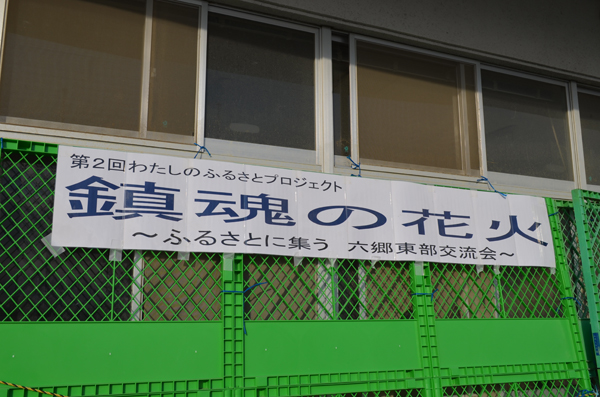 第2回わたしのふるさとプロジェクト
鎮魂の花火
～ふるさとに集う 六郷東部交流会～